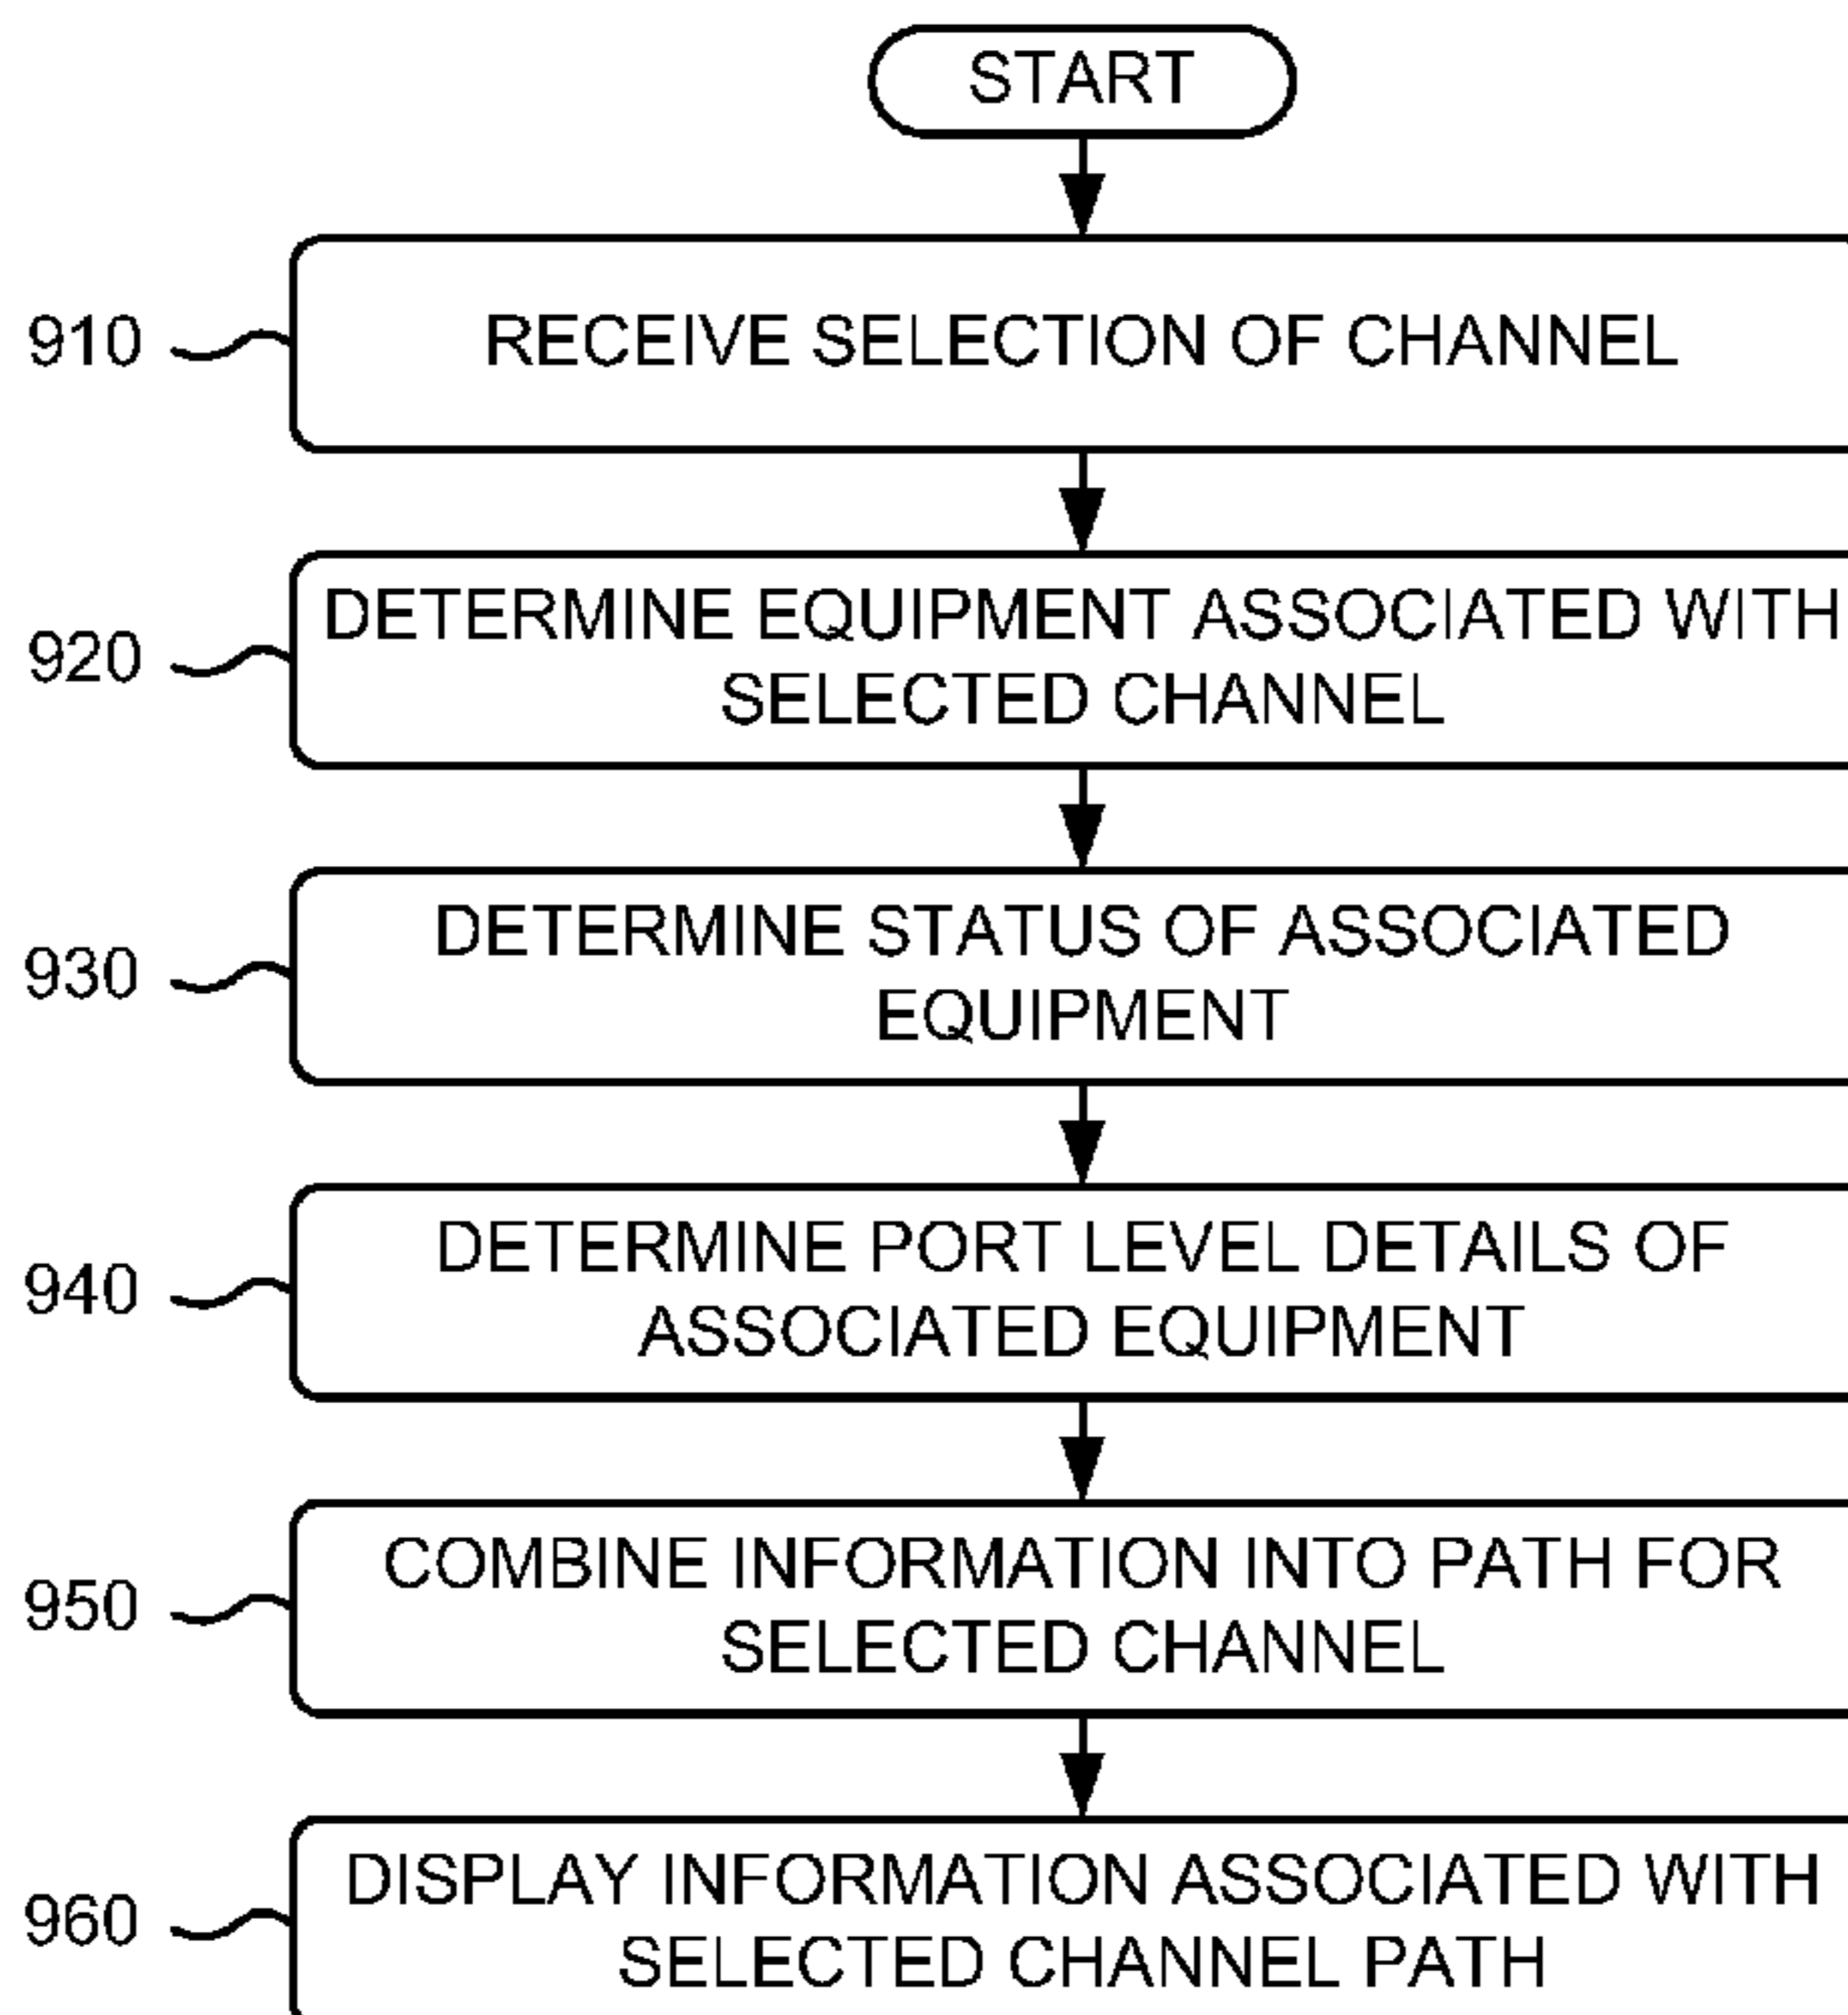 START
910
RECEIVE SELECTION OF CHANNEL
920
DETERMINE EQUIPMENT ASSOCIATED WITH
SELECTED CHANNEL
930
DETERMINE STATUS OF ASSOCIATED
EQUIPMENT
940
DETERMINE PORT LEVEL DETAILS OF
ASSOCIATED EQUIPMENT
950
COMBINE INFORMATION INTO PATH FOR
SELECTED CHANNEL
960
DISPLAY INFORMATION ASSOCIATED WITH
SELECTED CHANNEL PATH